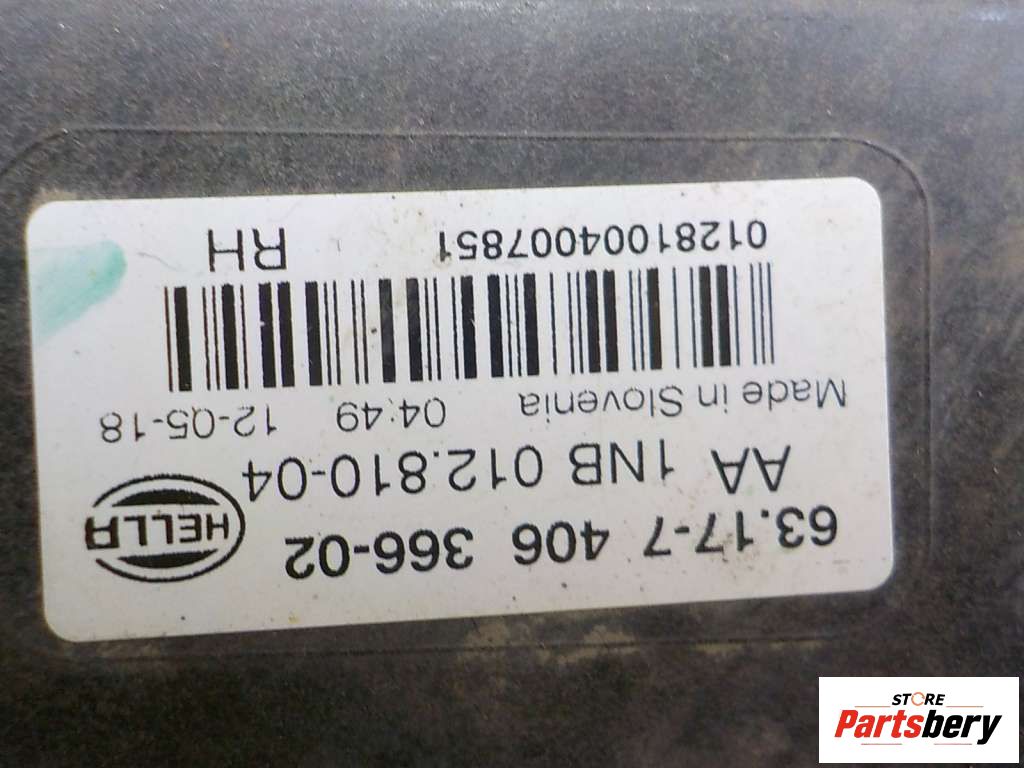 63.17-7 406 366-02
AA 1NB 012.810-04
HELLA
Made in Slovenia 04:49 12-05-18
01281004007851 RH
STORE
Partsbery